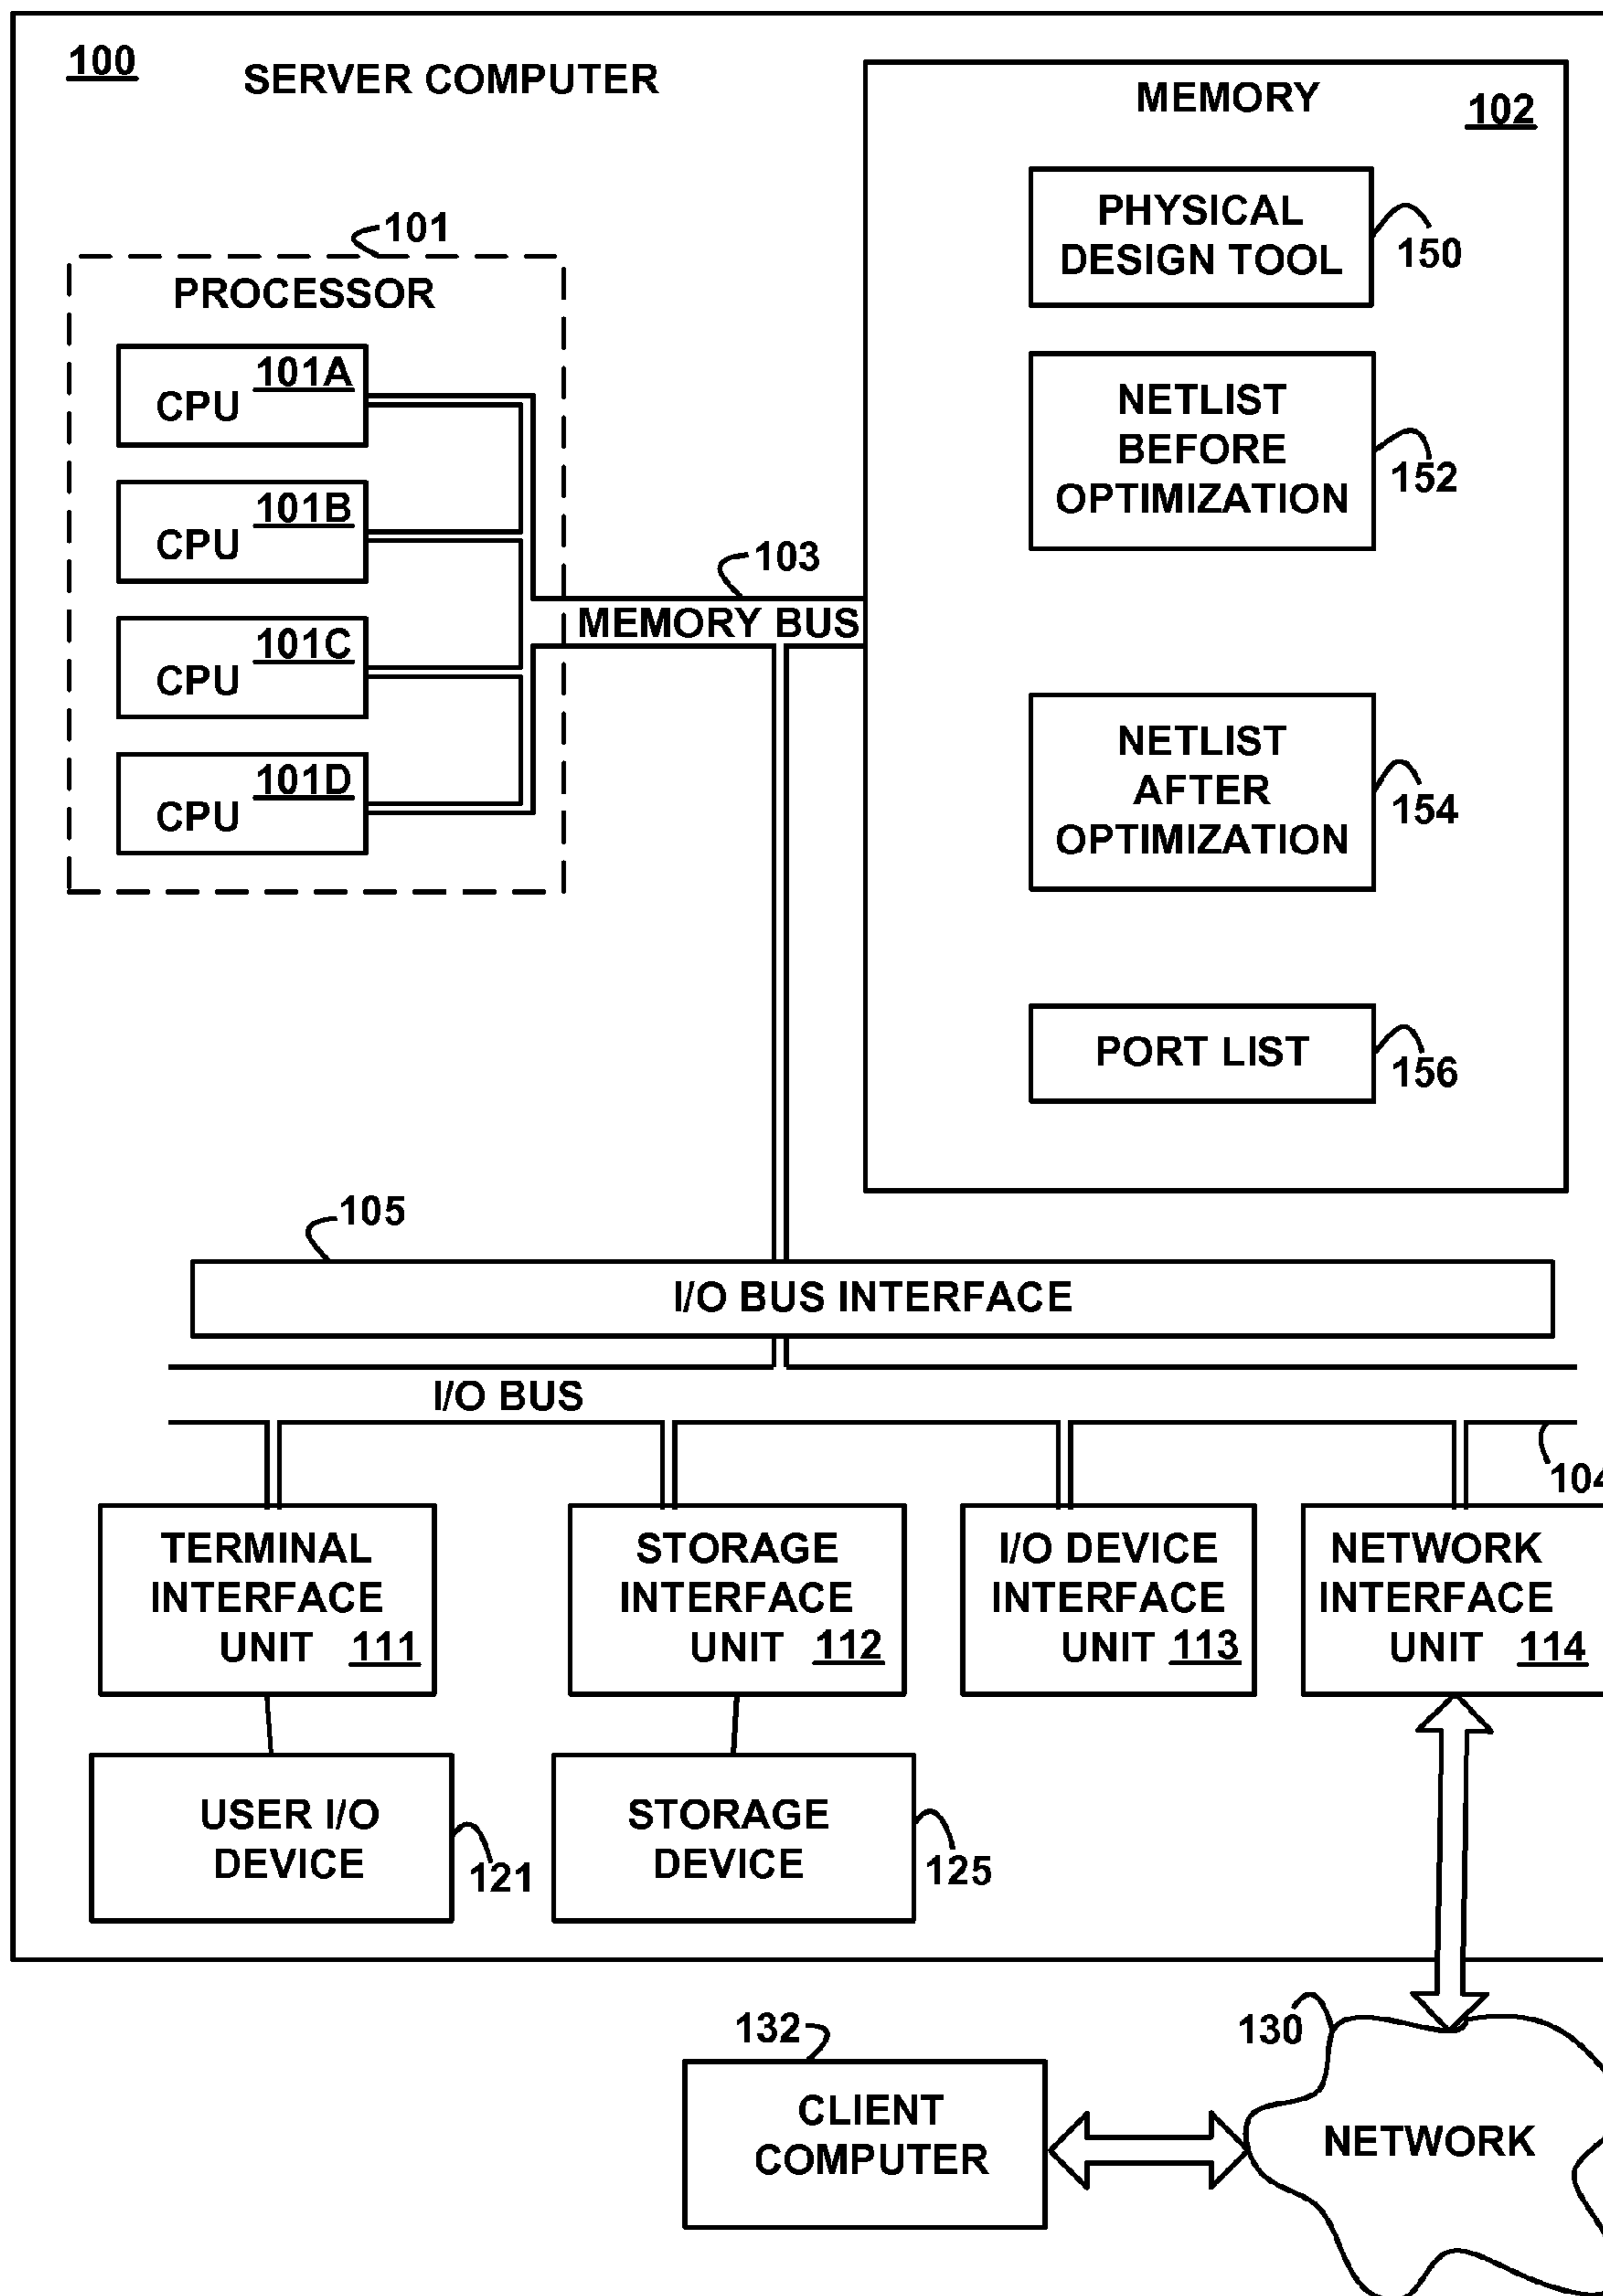 100
SERVER COMPUTER
MEMORY
102
PHYSICAL
DESIGN TOOL
150
101
PROCESSOR
101A
CPU
101B
CPU
101C
CPU
101D
CPU
NETLIST
BEFORE
OPTIMIZATION
152
103
MEMORY BUS
NETLIST
AFTER
OPTIMIZATION
154
PORT LIST
156
105
I/O BUS INTERFACE
I/O BUS
104
TERMINAL
INTERFACE
UNIT 111
STORAGE
INTERFACE
UNIT 112
I/O DEVICE
INTERFACE
UNIT 113
NETWORK
INTERFACE
UNIT 114
USER I/O
DEVICE
121
STORAGE
DEVICE
125
132
CLIENT
COMPUTER
130
NETWORK